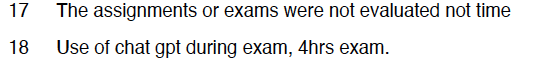 17 The assignments or exams were not evaluated not time
18 Use of chat gpt during exam, 4hrs exam.